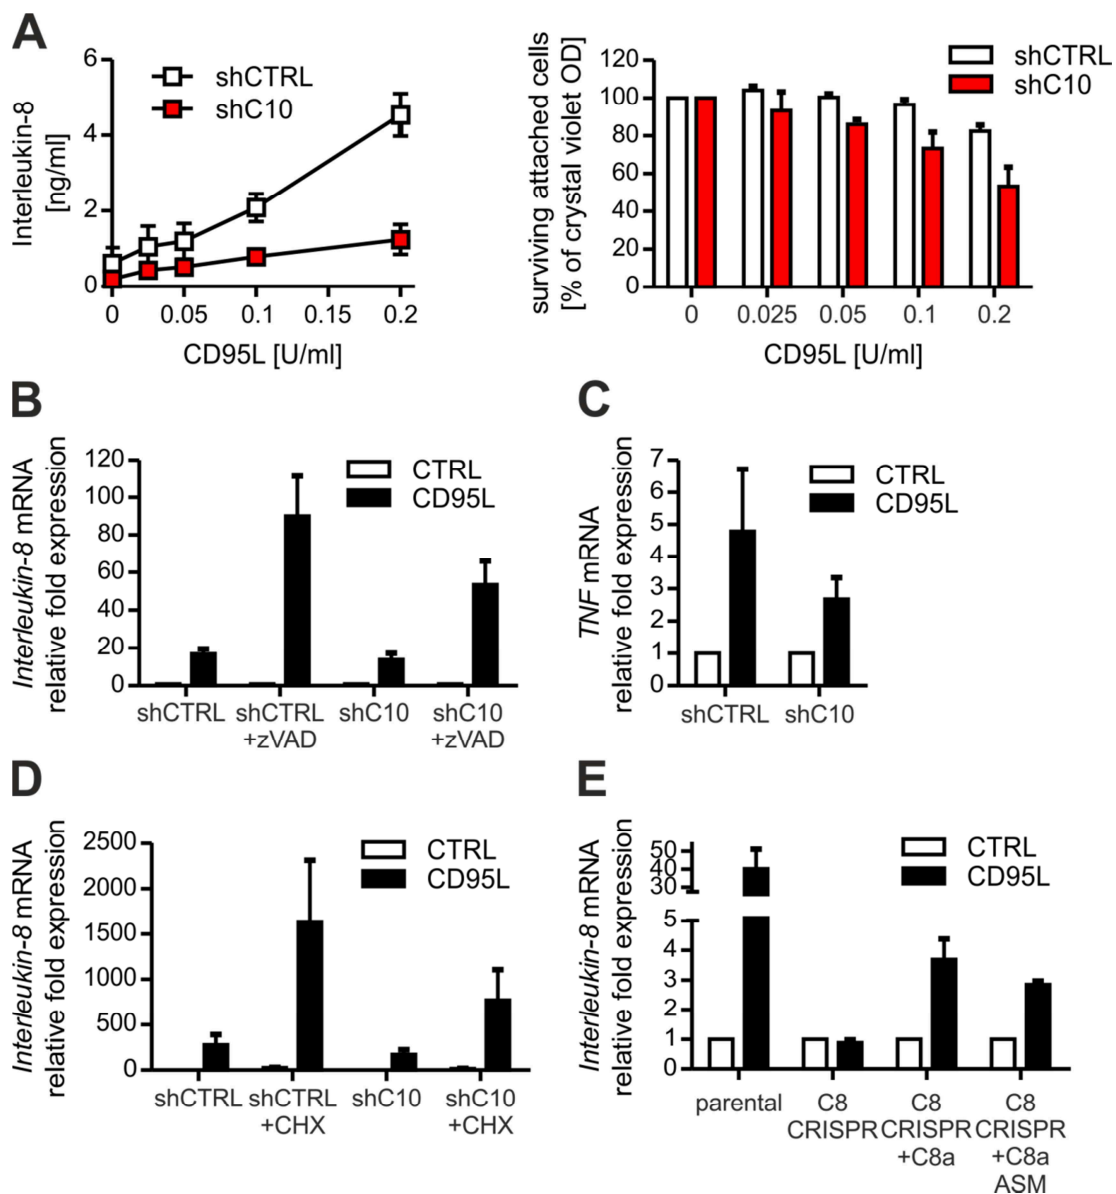 A
Interleukin-8
[ng/ml]
6
4
2
0
shCTRL
shC10
0
0.05
0.1
0.15
0.2
CD95L [U/ml]
surviving attached cells
[% of crystal violet OD]
120
100
80
60
40
20
0
shCTRL
shC10
0
0.025
0.05
0.1
0.2
CD95L [U/ml]
B
Interleukin-8 mRNA
relative fold expression
120
100
80
60
40
20
0
CTRL
CD95L
shCTRL
shCTRL
+zVAD
shC10
shC10
+zVAD
C
TNF mRNA
relative fold expression
7
6
5
4
3
2
1
0
CTRL
CD95L
shCTRL
shC10
D
Interleukin-8 mRNA
relative fold expression
2500
2000
1500
1000
500
0
CTRL
CD95L
shCTRL
shCTRL
+CHX
shC10
shC10
+CHX
E
Interleukin-8 mRNA
relative fold expression
50
40
30
5
4
3
2
1
0
CTRL
CD95L
parental
C8
CRISPR
C8
CRISPR
+C8a
C8
CRISPR
+C8a
ASM